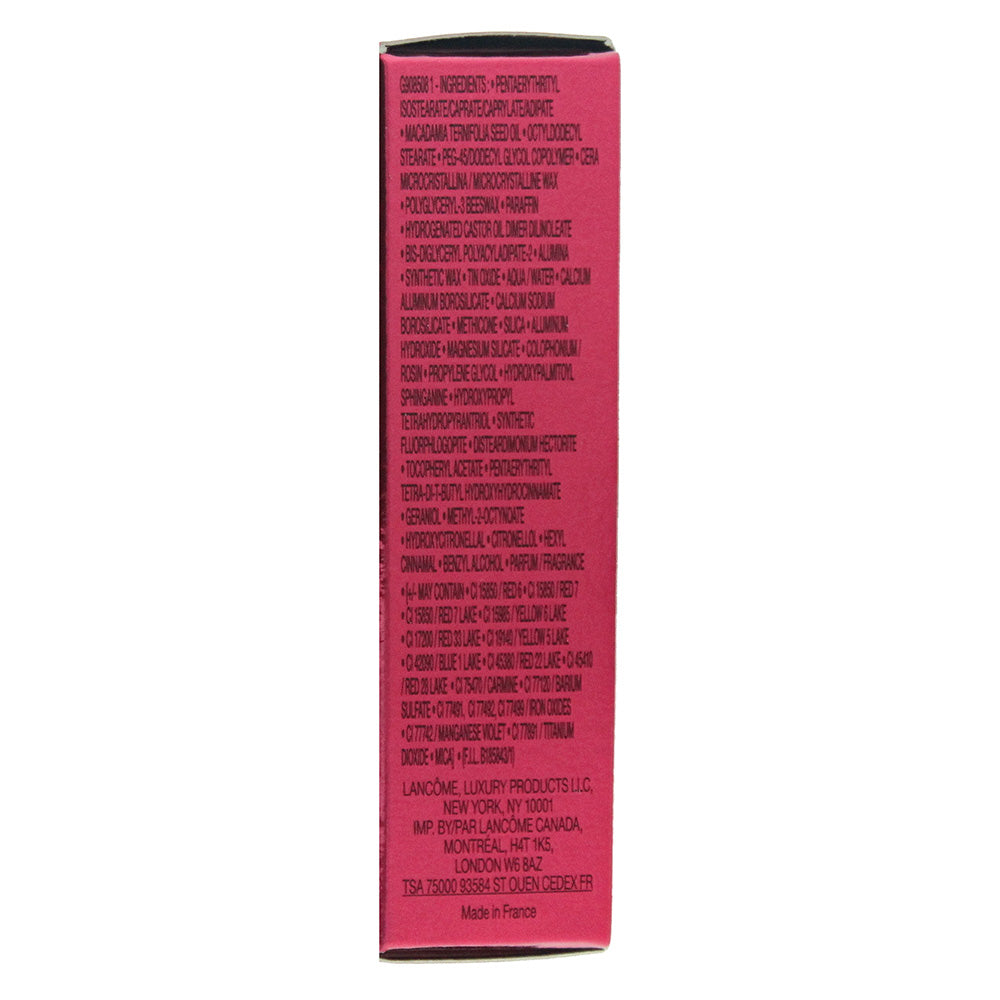 G908508 1 - INGREDIENTS : • PENTAERYTHRITYL
ISOSTEARATE/CAPRATE/CAPRYLATE/ADIPATE
• MACADAMIA TERNIFOLIA SEED OIL • OCTYLDODECYL
STEARATE • PEG-45/DODECYL GLYCOL COPOLYMER • CERA
MICROCRISTALLINA / MICROCRYSTALLINE WAX
• POLYGLYCERYL-3 BEESWAX • PARAFFIN
• HYDROGENATED CASTOR OIL DIMER DILINOLEATE
• BIS-DIGLYCERYL POLYACYLADIPATE-2 • ALUMINA
• SYNTHETIC WAX • TIN OXIDE • AQUA / WATER • CALCIUM
ALUMINUM BOROSILICATE • CALCIUM SODIUM
BOROSILICATE • METHICONE • SILICA • ALUMINUM
HYDROXIDE • MAGNESIUM SILICATE • COLOPHONIUM /
ROSIN • PROPYLENE GLYCOL • HYDROXYPALMITOYL
SPHINGANINE • HYDROXYPROPYL
TETRAHYDROPYRANTRIOL • SYNTHETIC
FLUORPHLOGOPITE • DISTEARDIMONIUM HECTORITE
• TOCOPHERYL ACETATE • PENTAERYTHRITYL
TETRA-DI-T-BUTYL HYDROXYHYDROCINNAMATE
• GERANIOL • METHYL-2-OCTYNOATE
• HYDROXYCITRONELLAL • CITRONELLOL • HEXYL
CINNAMAL • BENZYL ALCOHOL • PARFUM / FRAGRANCE
• [+/- MAY CONTAIN • CI 15850 / RED 6 • CI 15850 / RED 7
• CI 15850 / RED 7 LAKE • CI 15985 / YELLOW 6 LAKE
• CI 17200 / RED 33 LAKE • CI 19140 / YELLOW 5 LAKE
• CI 42090 / BLUE 1 LAKE • CI 45380 / RED 22 LAKE • CI 45410
/ RED 28 LAKE • CI 75470 / CARMINE • CI 77120 / BARIUM
SULFATE • CI 77491, CI 77492, CI 77499 / IRON OXIDES
• CI 77742 / MANGANESE VIOLET • CI 77891 / TITANIUM
DIOXIDE • MICA] • (F.I.L. B185843/1)
LANCÔME, LUXURY PRODUCTS LLC,
NEW YORK, NY 10001
IMP. BY/PAR LANCÔME CANADA,
MONTRÉAL, H4T 1K5,
LONDON W6 8AZ
TSA 75000 93584 ST OUEN CEDEX FR
Made in France